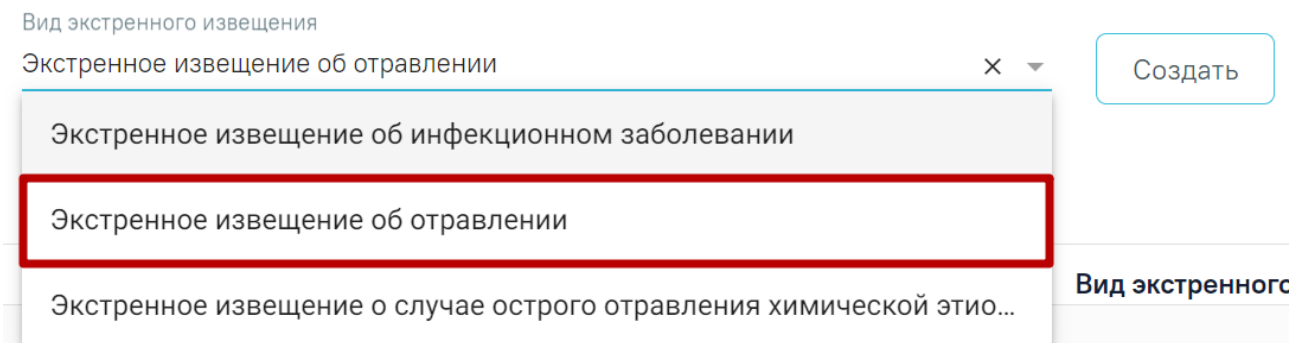 Вид экстренного извещения
Экстренное извещение об отравлении
Создать
Экстренное извещение об инфекционном заболевании
Экстренное извещение об отравлении
Вид экстренного
Экстренное извещение о случае острого отравления химической этио...